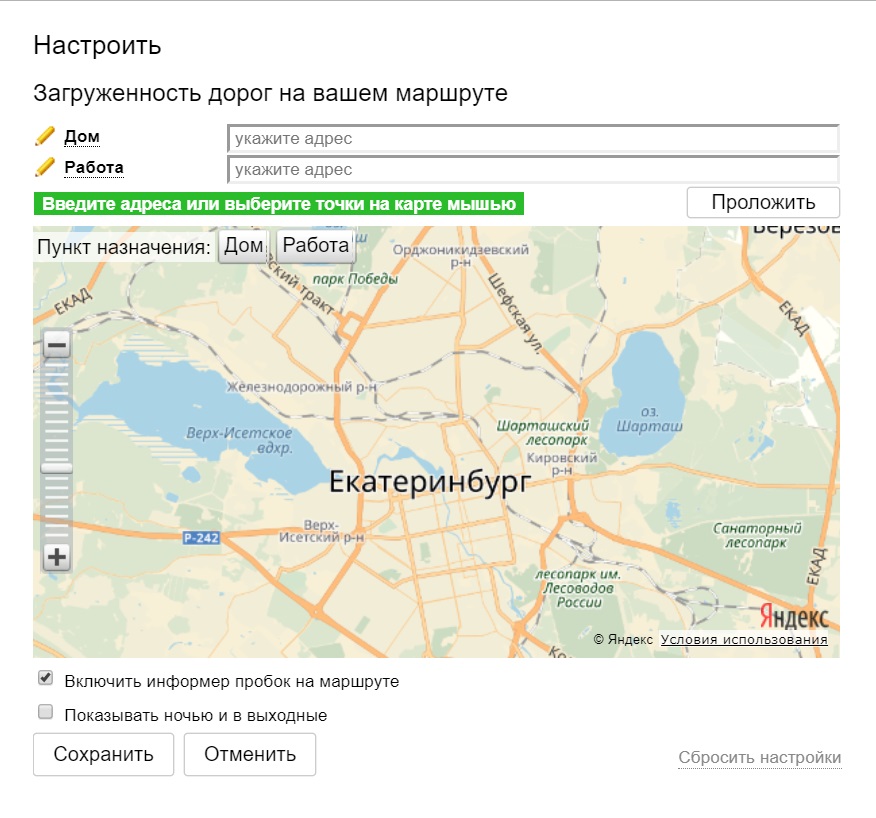 Настроить
Загруженность дорог на вашем маршруте
Дом
укажите адрес
Работа
укажите адрес
Введите адреса или выберите точки на карте мышью
Проложить
Пункт назначения: Дом Работа
Орджоникидзевский
р-н
парк Победы
тракт
ЕКАД
Шефская ул.
ЕКАД
Железнодорожный р-н
Верх-Исетское
вдхр.
оз.
Шарташ
Шарташский
лесопарк
Кировский
р-н
Екатеринбург
Верх-
Исетский р-н
Р-242
Санаторный
лесопарк
ЕКАД
лесопарк им.
Лесоводов
России
Яндекс
© Яндекс Условия использования
Включить информер пробок на маршруте
Показывать ночью и в выходные
Сохранить
Отменить
Сбросить настройки